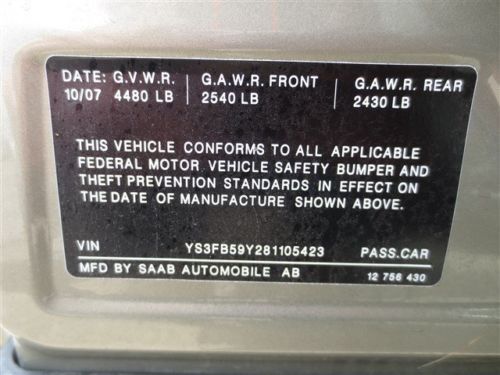 DATE: G.V.W.R. G.A.W.R. FRONT G.A.W.R. REAR
10/07 4480 LB 2540 LB 2430 LB
THIS VEHICLE CONFORMS TO ALL APPLICABLE
FEDERAL MOTOR VEHICLE SAFETY BUMPER AND
THEFT PREVENTION STANDARDS IN EFFECT ON
THE DATE OF MANUFACTURE SHOWN ABOVE.
VIN YS3FB59Y281105423 PASS.CAR
MFD BY SAAB AUTOMOBILE AB 12 756 430